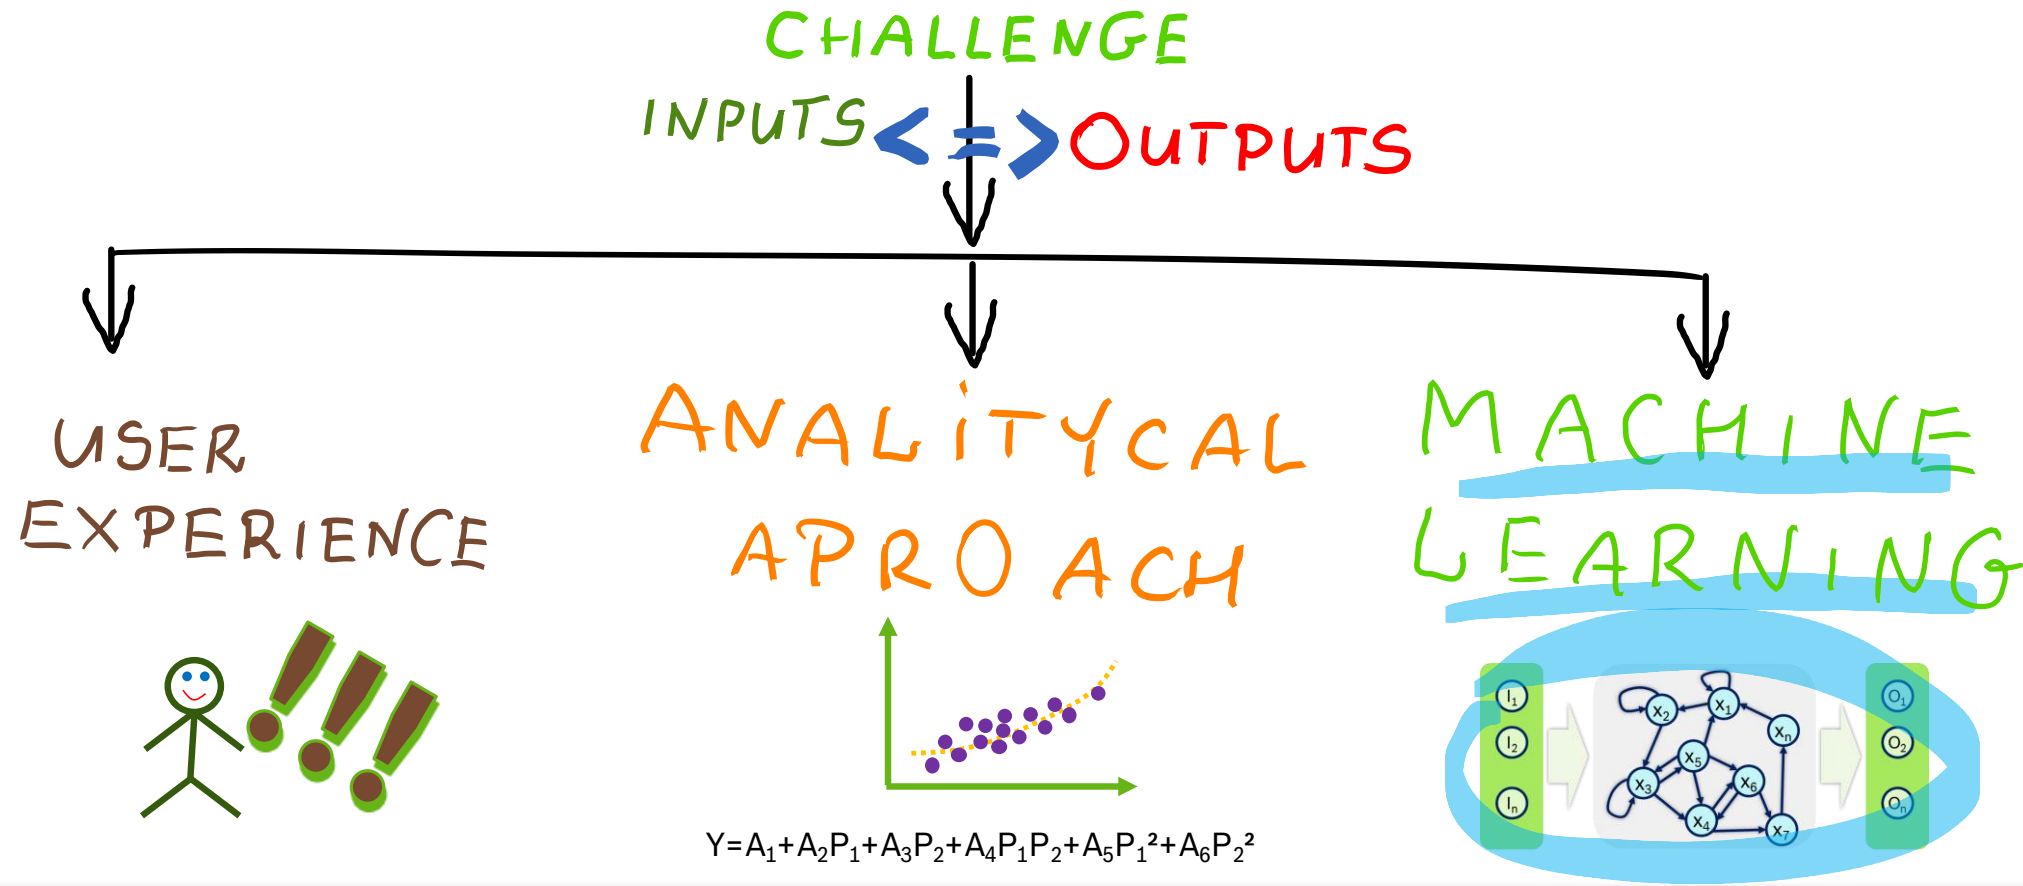 CHALLENGE
INPUTS <=> OUTPUTS
USER
EXPERIENCE
ANALITYCAL
APROACH
MACHINE
LEARNING
I₁
I₂
Iₙ
x₂
x₁
xₙ
x₅
x₃
x₆
x₄
x₇
O₁
O₂
Oₙ
Y=A₁+A₂P₁+A₃P₂+A₄P₁P₂+A₅P₁²+A₆P₂²